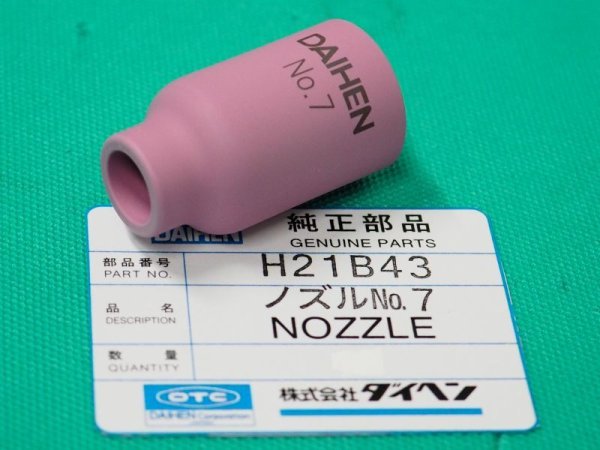 DAIHEN
No.7
DAIHEN 純正部品
GENUINE PARTS
部品番号 H21B43
PART NO.
品名 ノズルNo.7
DESCRIPTION NOZZLE
数量
QUANTITY
OTC 株式会社 ダイヘン
DAIHEN Corporation